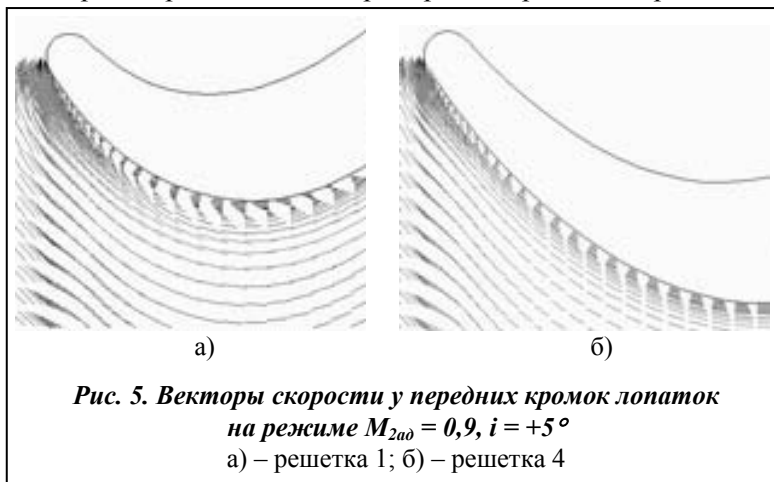 а)
б)
Рис. 5. Векторы скорости у передних кромок лопаток
на режиме M2ад = 0,9, i = +5°
а) – решетка 1; б) – решетка 4